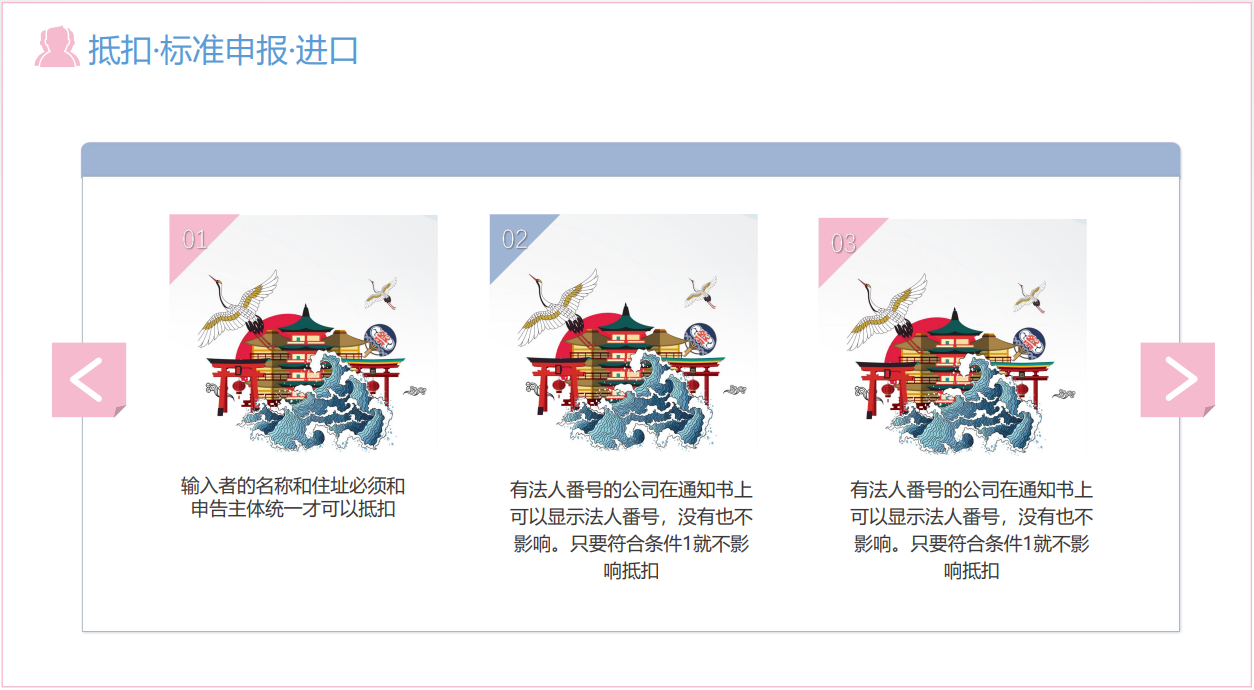 抵扣·标准申报·进口
01
02
03
输入者的名称和住址必须和
申告主体统一才可以抵扣
有法人番号的公司在通知书上
可以显示法人番号，没有也不
影响。只要符合条件1就不影
响抵扣
有法人番号的公司在通知书上
可以显示法人番号，没有也不
影响。只要符合条件1就不影
响抵扣